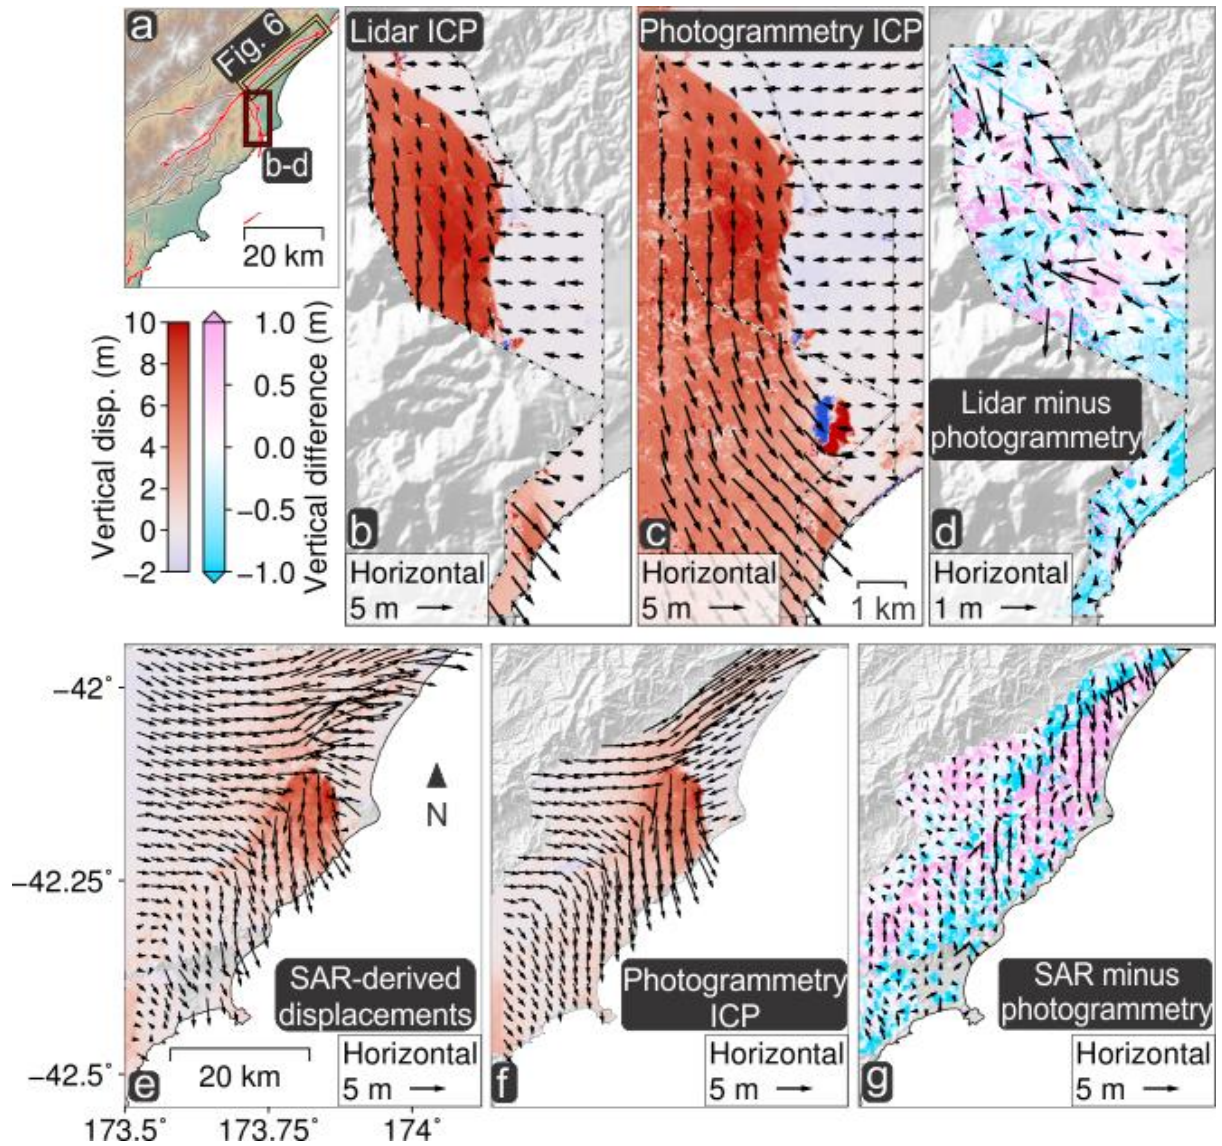 a
Fig. 6
b-d
20 km
Lidar ICP
Photogrammetry ICP
10
8
6
4
2
0
−2
Vertical disp. (m)
1.0
0.5
0.0
−0.5
−1.0
Vertical difference (m)
b
Horizontal
5 m
c
Horizontal
5 m
1 km
Lidar minus
photogrammetry
d
Horizontal
1 m
−42°
−42.25°
−42.5°
N
SAR-derived
displacements
20 km
e
Horizontal
5 m
173.5°
173.75°
174°
Photogrammetry
ICP
f
Horizontal
5 m
SAR minus
photogrammetry
g
Horizontal
5 m